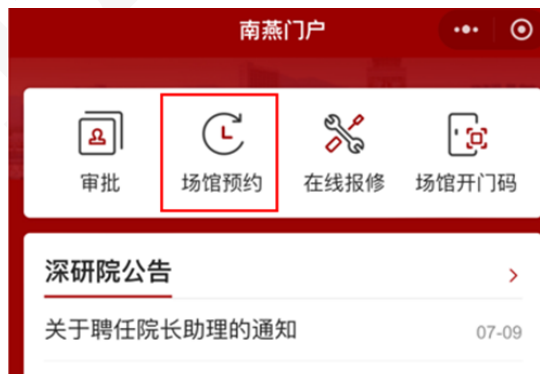 南燕门户
审批 场馆预约 在线报修 场馆开门码
深研院公告
关于聘任院长助理的通知 07-09